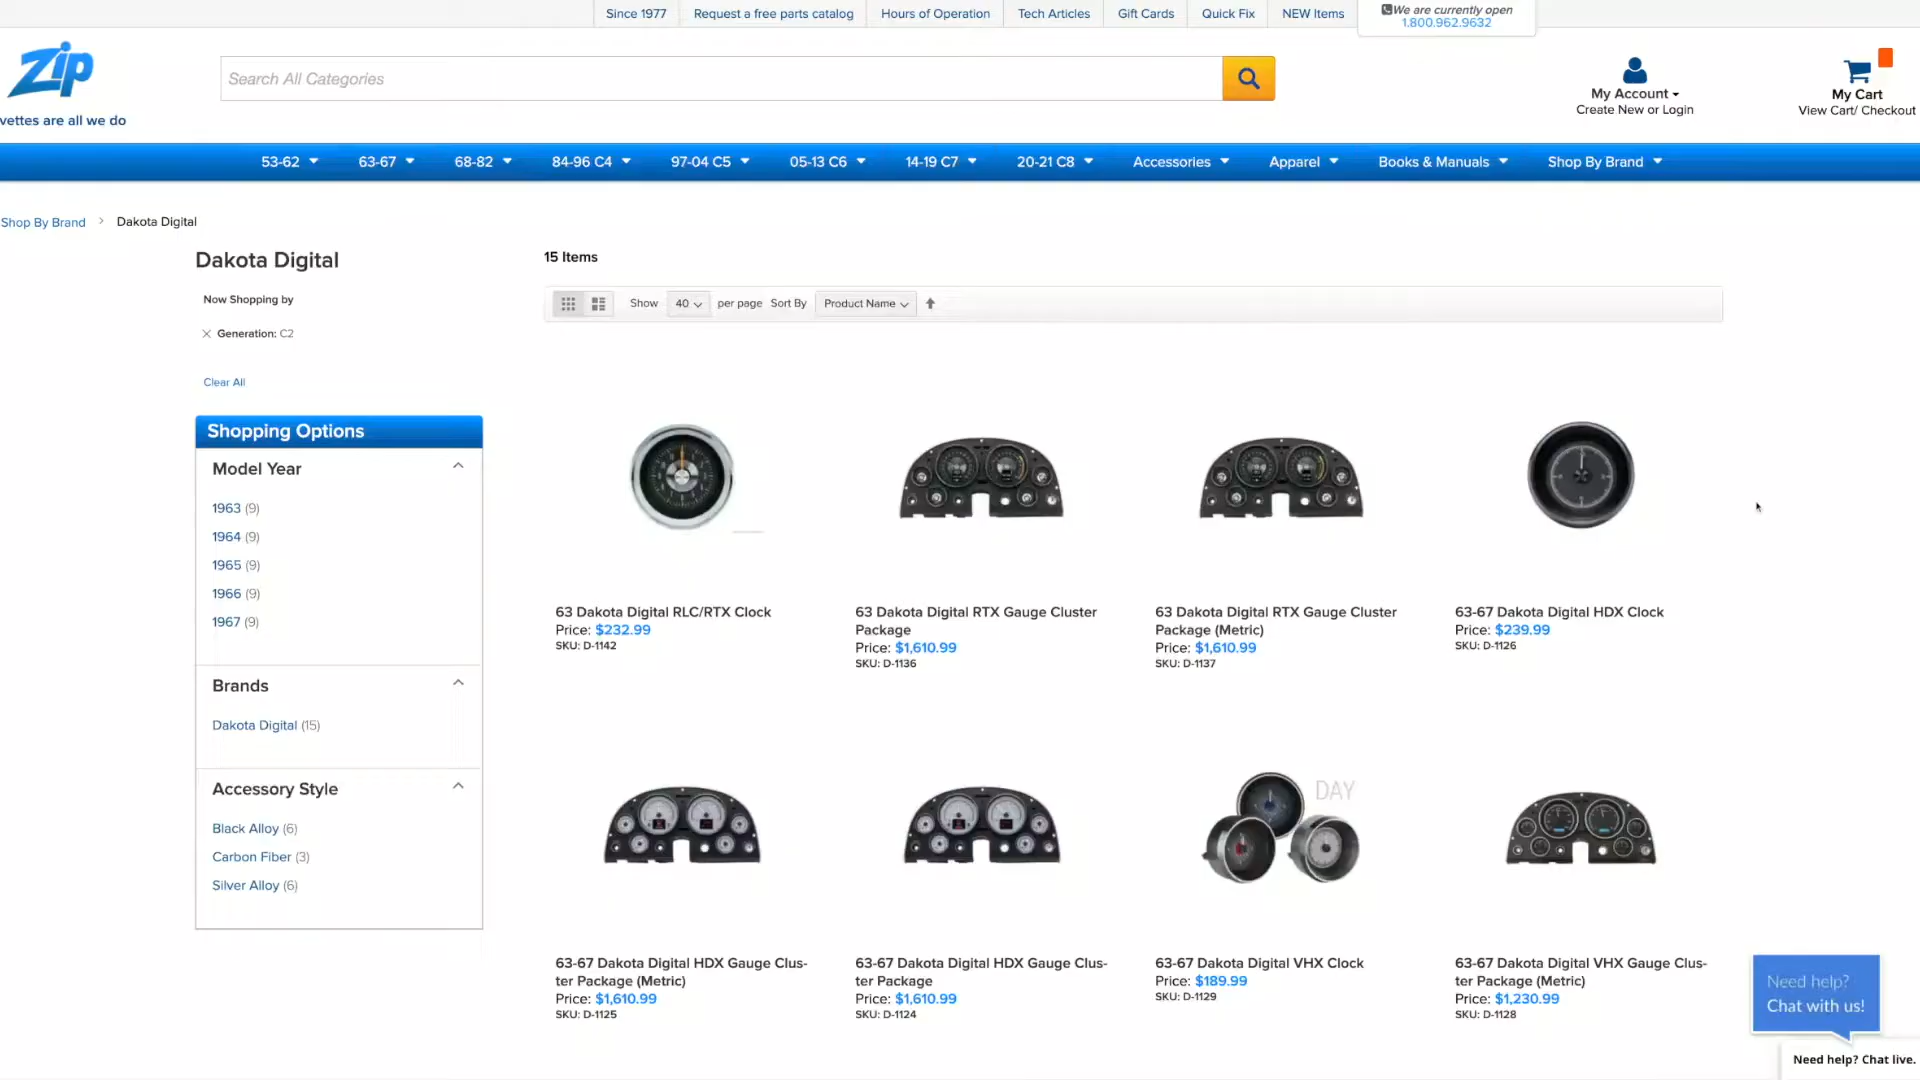 Since 1977
Request a free parts catalog
Hours of Operation
Tech Articles
Gift Cards
Quick Fix
NEW Items
We are currently open
1.800.962.9632
Zip
vettes are all we do
Search All Categories
My Account
Create New or Login
My Cart
View Cart/ Checkout
53-62
63-67
68-82
84-96 C4
97-04 C5
05-13 C6
14-19 C7
20-21 C8
Accessories
Apparel
Books & Manuals
Shop By Brand
Shop By Brand
Dakota Digital
Dakota Digital
15 Items
Now Shopping by
Generation: C2
Clear All
Show 40 per page Sort By Product Name
Shopping Options
Model Year
1963 (9)
1964 (9)
1965 (9)
1966 (9)
1967 (9)
Brands
Dakota Digital (15)
Accessory Style
Black Alloy (6)
Carbon Fiber (3)
Silver Alloy (6)
63 Dakota Digital RLC/RTX Clock
Price: $232.99
SKU: D-1142
63 Dakota Digital RTX Gauge Cluster
Package
Price: $1,610.99
SKU: D-1136
63 Dakota Digital RTX Gauge Cluster
Package (Metric)
Price: $1,610.99
SKU: D-1137
63-67 Dakota Digital HDX Clock
Price: $239.99
SKU: D-1126
DAY
63-67 Dakota Digital HDX Gauge Clus-
ter Package (Metric)
Price: $1,610.99
SKU: D-1125
63-67 Dakota Digital HDX Gauge Clus-
ter Package
Price: $1,610.99
SKU: D-1124
63-67 Dakota Digital VHX Clock
Price: $189.99
SKU: D-1129
63-67 Dakota Digital VHX Gauge Clus-
ter Package (Metric)
Price: $1,230.99
SKU: D-1128
Need help?
Chat with us!
Need help? Chat live.